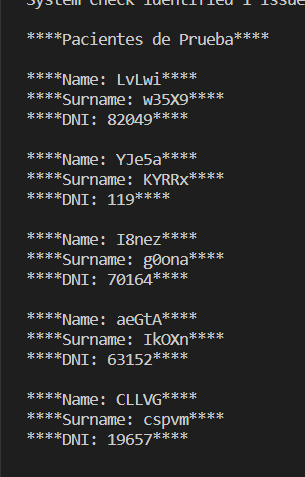 System check identified 1 issue
****Pacientes de Prueba****
****Name: LvLwi****
****Surname: w35X9****
****DNI: 82049****
****Name: YJe5a****
****Surname: KYRRx****
****DNI: 119****
****Name: I8nez****
****Surname: g0ona****
****DNI: 70164****
****Name: aeGtA****
****Surname: IkOXn****
****DNI: 63152****
****Name: CLLVG****
****Surname: cspvm****
****DNI: 19657****